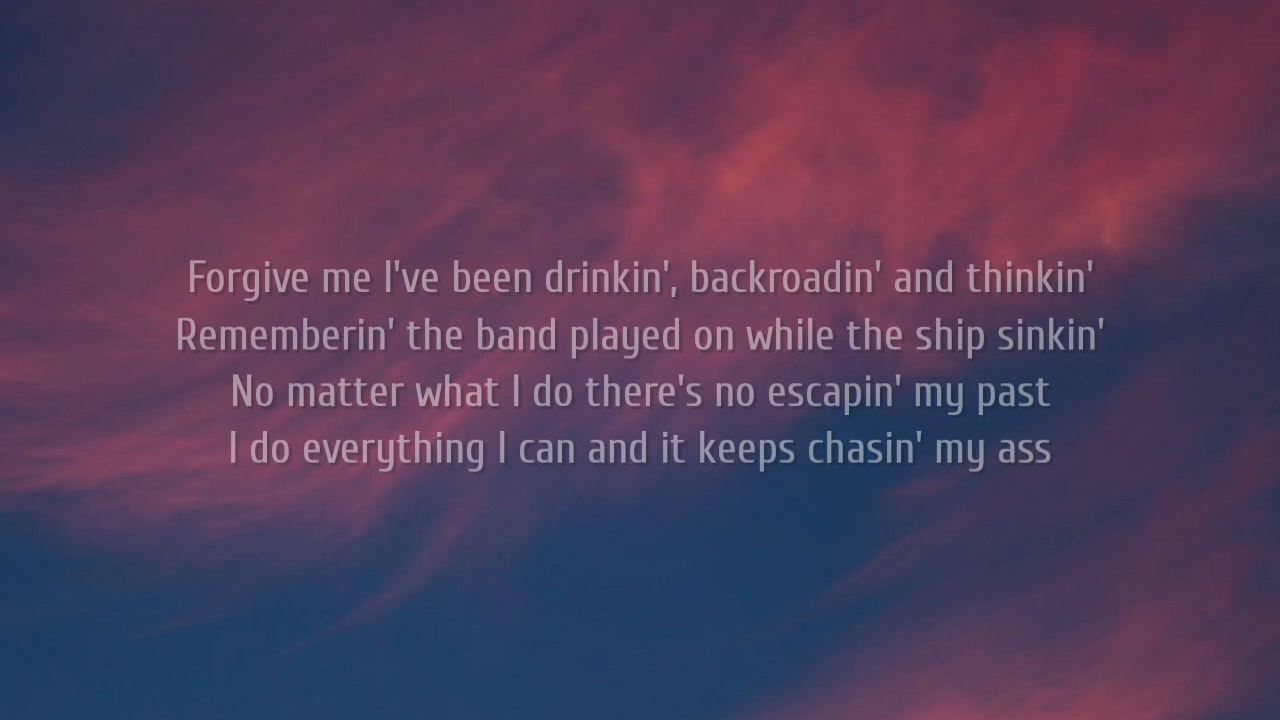 Forgive me I've been drinkin', backroadin' and thinkin'
Rememberin' the band played on while the ship sinkin'
No matter what I do there's no escapin' my past
I do everything I can and it keeps chasin' my ass